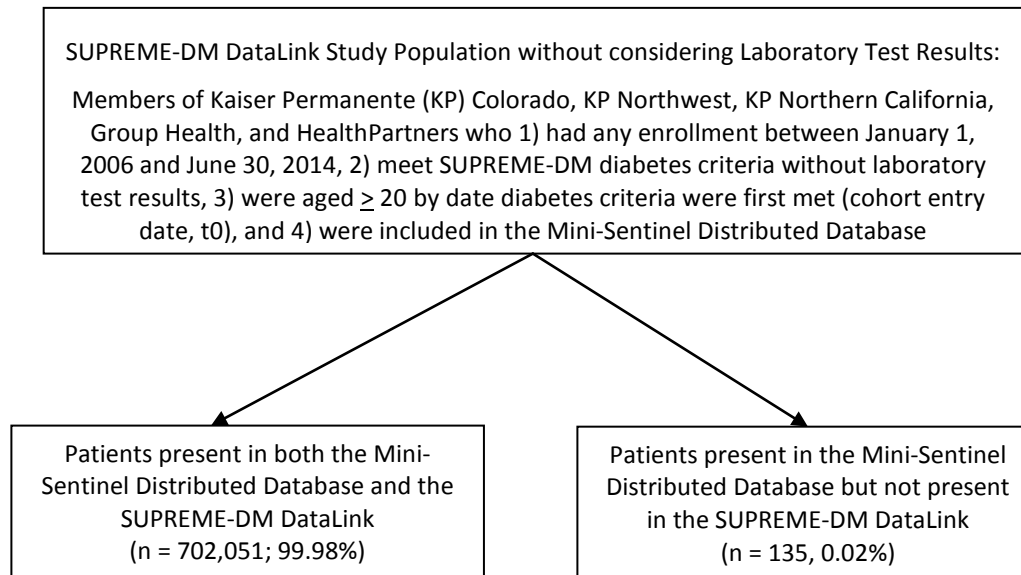 SUPREME-DM DataLink Study Population without considering Laboratory Test Results:
Members of Kaiser Permanente (KP) Colorado, KP Northwest, KP Northern California,
Group Health, and HealthPartners who 1) had any enrollment between January 1,
2006 and June 30, 2014, 2) meet SUPREME-DM diabetes criteria without laboratory
test results, 3) were aged ≥ 20 by date diabetes criteria were first met (cohort entry
date, t0), and 4) were included in the Mini-Sentinel Distributed Database
Patients present in both the Mini-
Sentinel Distributed Database and the
SUPREME-DM DataLink
(n = 702,051; 99.98%)
Patients present in the Mini-Sentinel
Distributed Database but not present
in the SUPREME-DM DataLink
(n = 135, 0.02%)